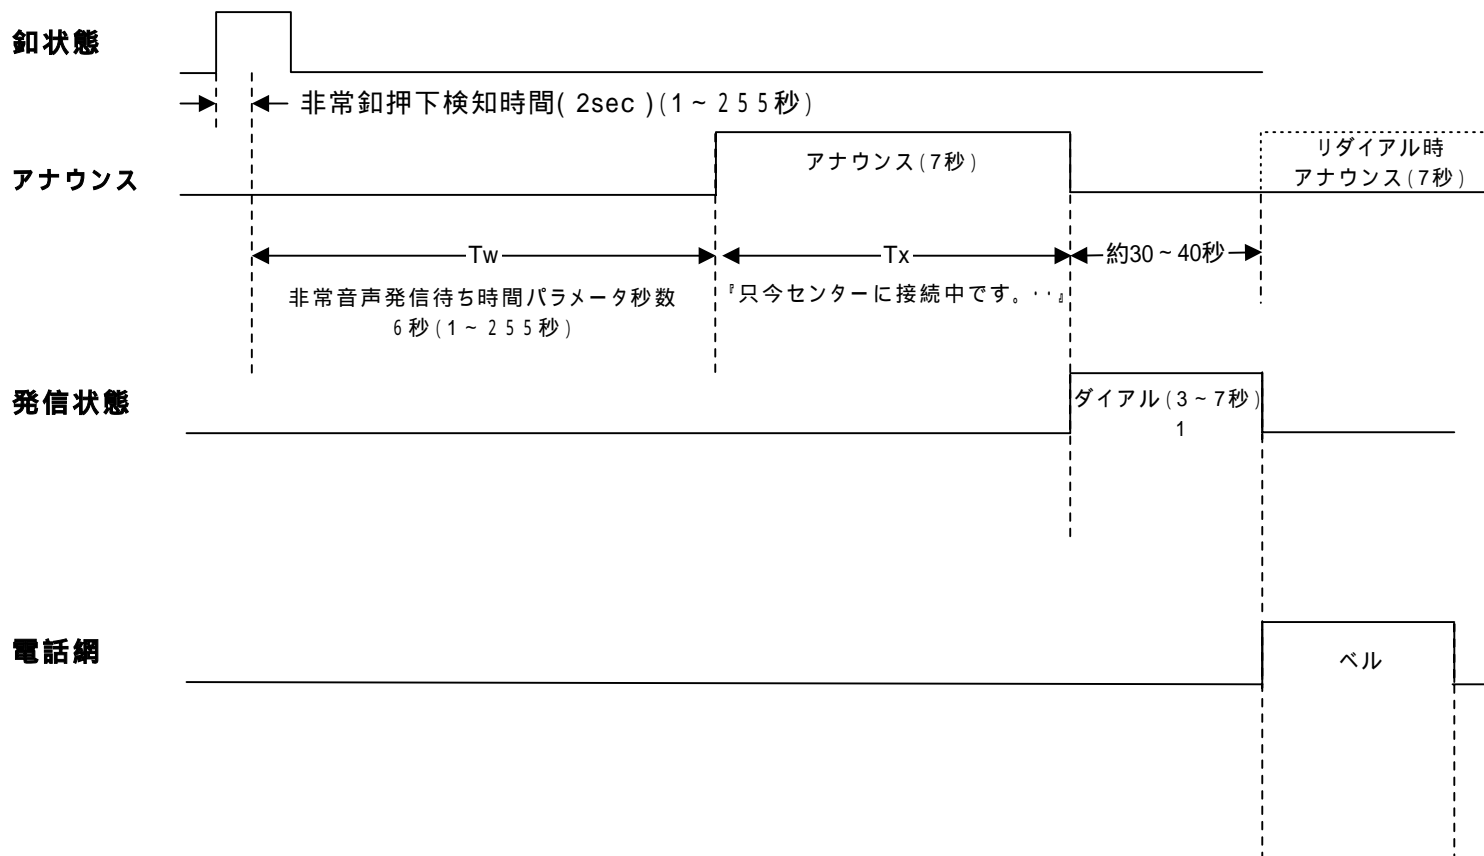 釦状態
非常釦押下検知時間( 2sec )(1~255秒)
アナウンス
アナウンス(7秒)
リダイアル時
アナウンス(7秒)
Tw
Tx
約30~40秒
非常音声発信待ち時間パラメータ秒数
6秒(1~255秒)
『只今センターに接続中です。・・』
発信状態
ダイアル(3~7秒)
1
電話網
ベル